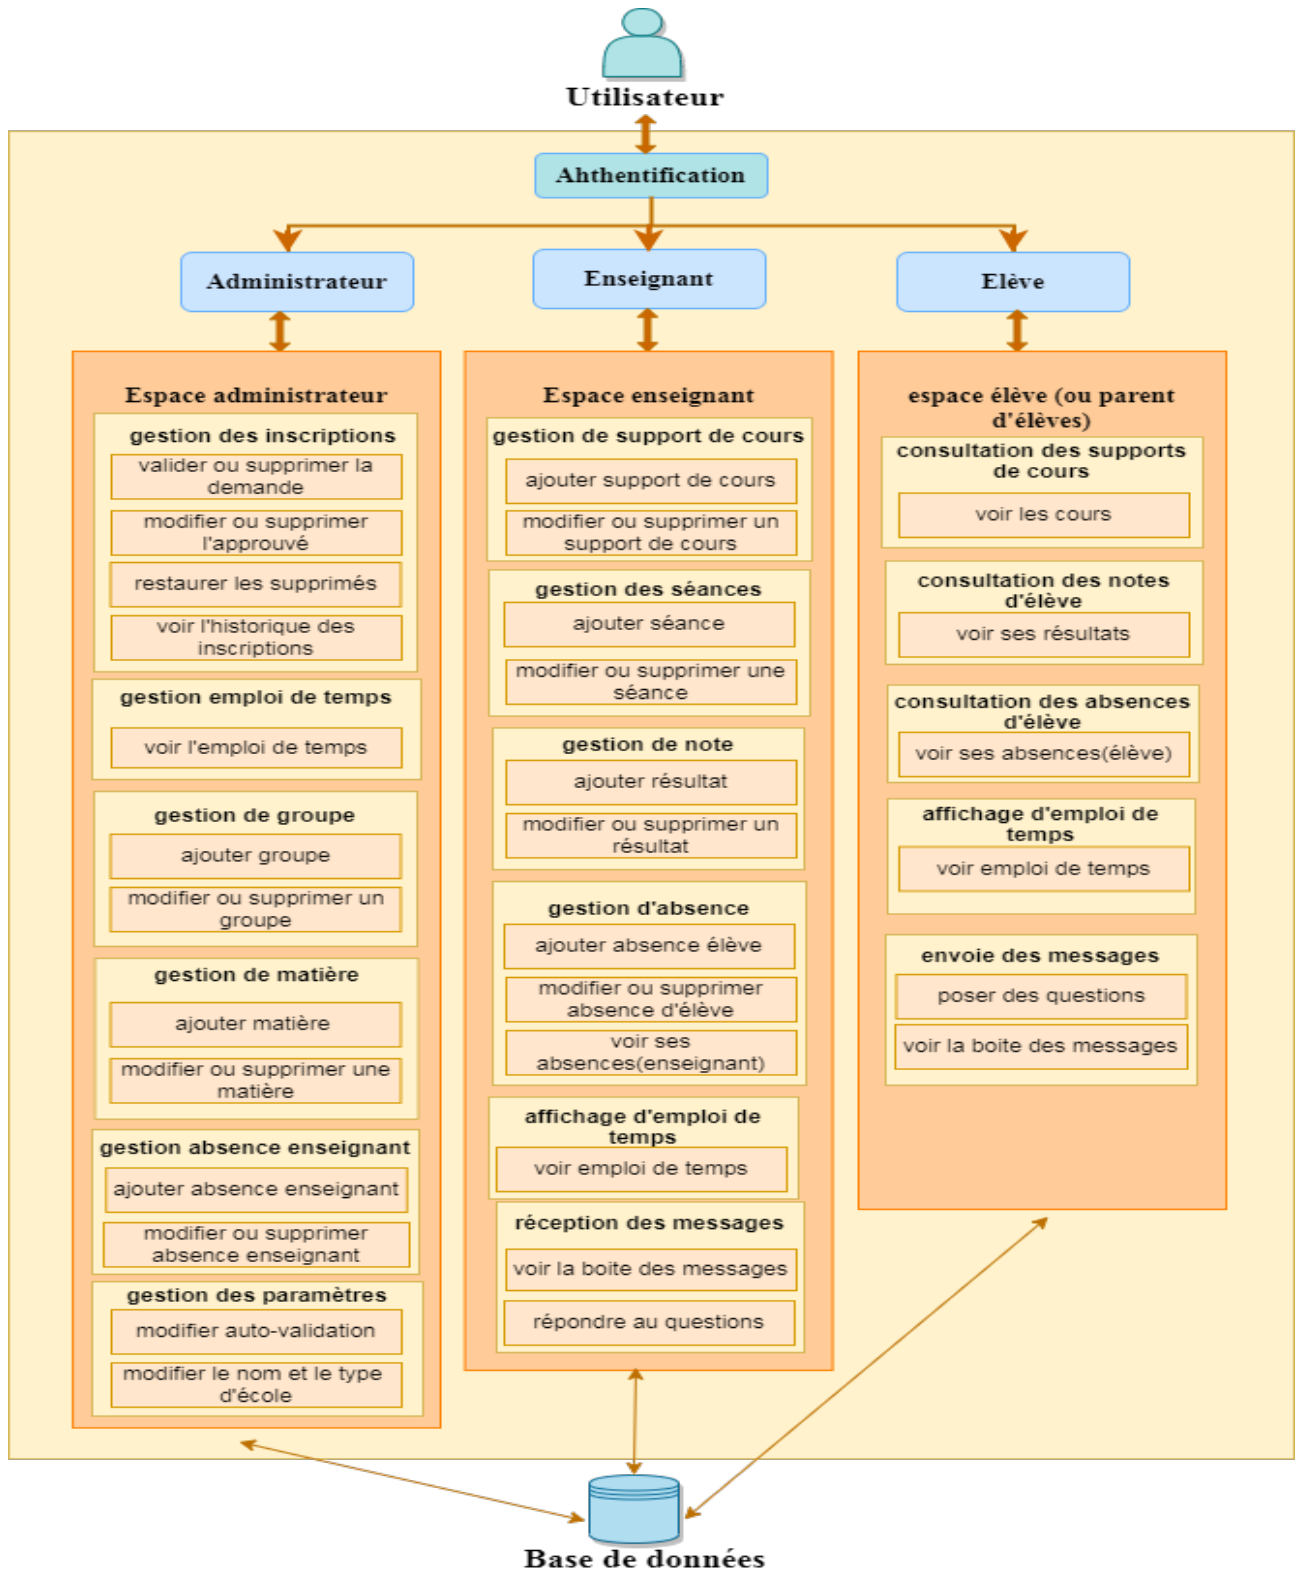 Utilisateur
Ahthentification
Administrateur
Enseignant
Elève
Espace administrateur
gestion des inscriptions
valider ou supprimer la
demande
modifier ou supprimer
l'approuvé
restaurer les supprimés
voir l'historique des
inscriptions
gestion emploi de temps
voir l'emploi de temps
gestion de groupe
ajouter groupe
modifier ou supprimer un
groupe
gestion de matière
ajouter matière
modifier ou supprimer une
matière
gestion absence enseignant
ajouter absence enseignant
modifier ou supprimer
absence enseignant
gestion des paramètres
modifier auto-validation
modifier le nom et le type
d'école
Espace enseignant
gestion de support de cours
ajouter support de cours
modifier ou supprimer un
support de cours
gestion des séances
ajouter séance
modifier ou supprimer une
séance
gestion de note
ajouter résultat
modifier ou supprimer un
résultat
gestion d'absence
ajouter absence élève
modifier ou supprimer
absence d'élève
voir ses
absences(enseignant)
affichage d'emploi de
temps
voir emploi de temps
réception des messages
voir la boite des messages
répondre au questions
espace élève (ou parent
d'élèves)
consultation des supports
de cours
voir les cours
consultation des notes
d'élève
voir ses résultats
consultation des absences
d'élève
voir ses absences(élève)
affichage d'emploi de
temps
voir emploi de temps
envoie des messages
poser des questions
voir la boite des messages
Base de données